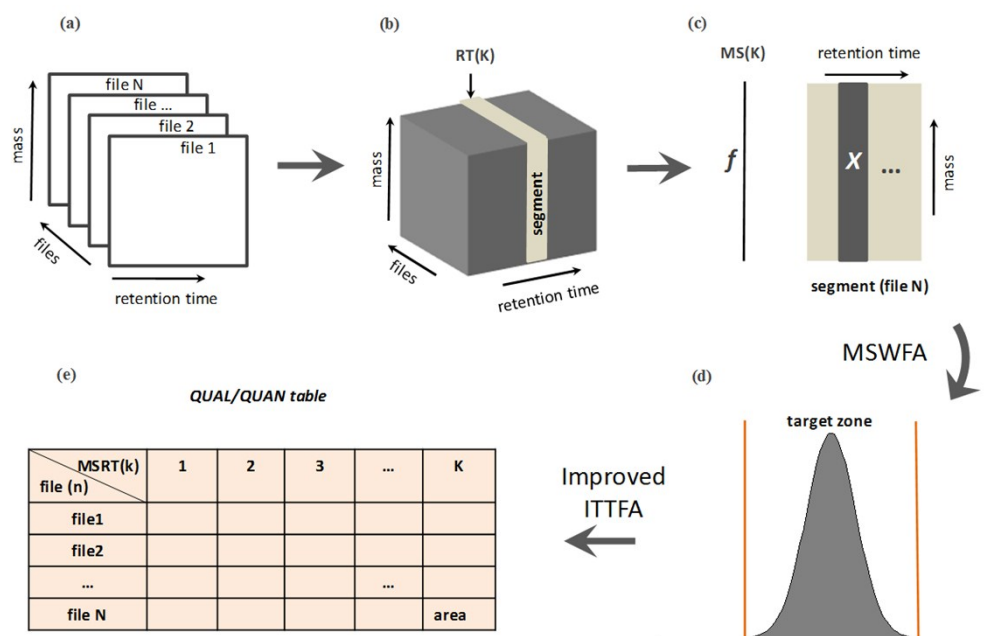 (a)
file N
file ...
file 2
file 1
mass
files
retention time
(b)
RT(K)
mass
segment
files
retention time
(c)
MS(K)
retention time
f
X
...
mass
segment (file N)
MSWFA
(d)
target zone
Improved
ITTFA
(e)
QUAL/QUAN table
MSRT(k) 1 2 3 ... K
file (n)
file1
file2
... ...
file N area